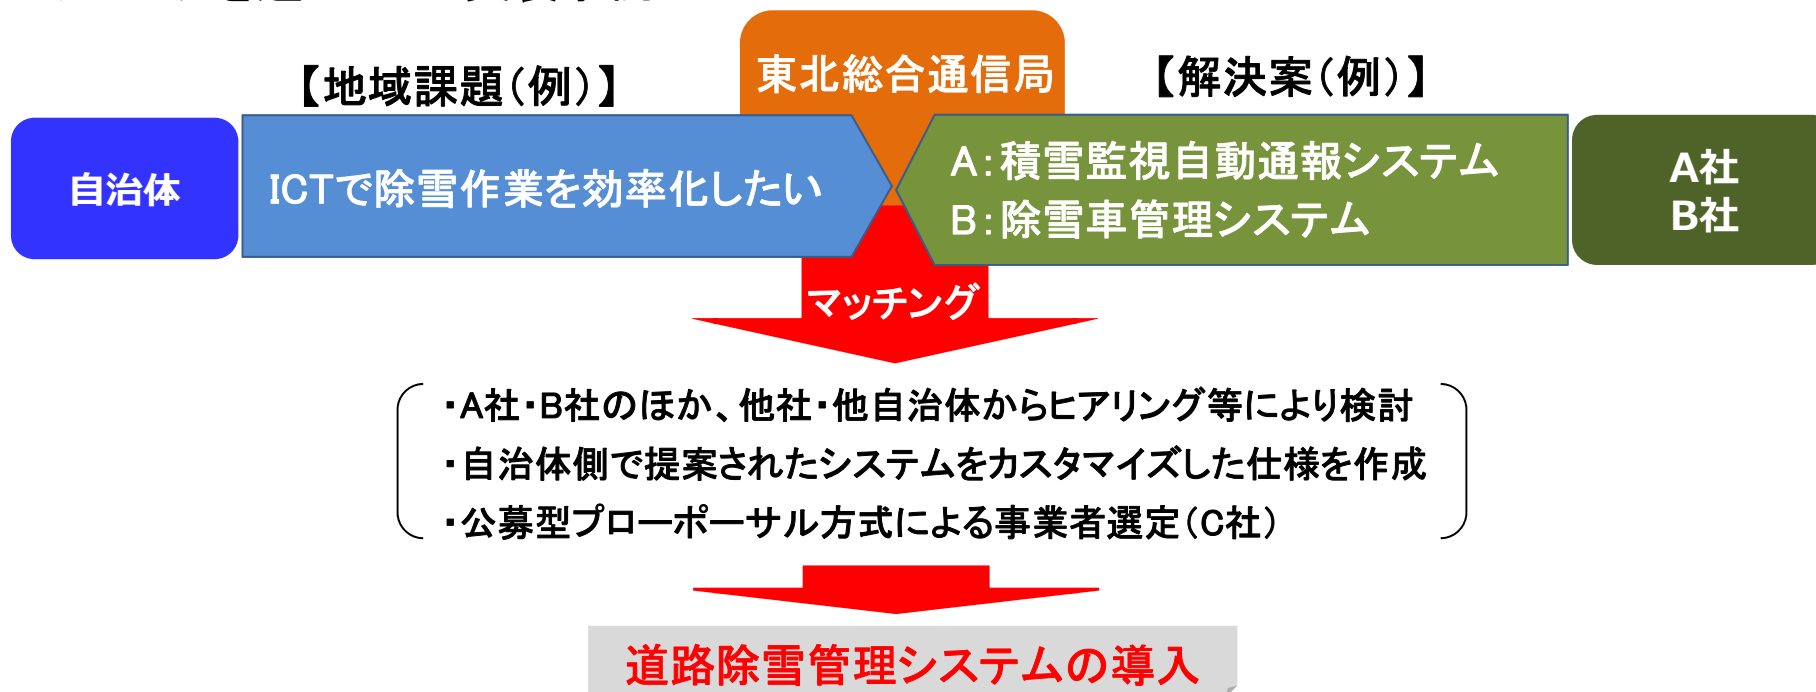 東北総合通信局
【地域課題(例)】
【解決案(例)】
自治体
ICTで除雪作業を効率化したい
A:積雪監視自動通報システム
B:除雪車管理システム
A社
B社
マッチング
・A社・B社のほか、他社・他自治体からヒアリング等により検討
・自治体側で提案されたシステムをカスタマイズした仕様を作成
・公募型プローポーサル方式による事業者選定(C社)
道路除雪管理システムの導入